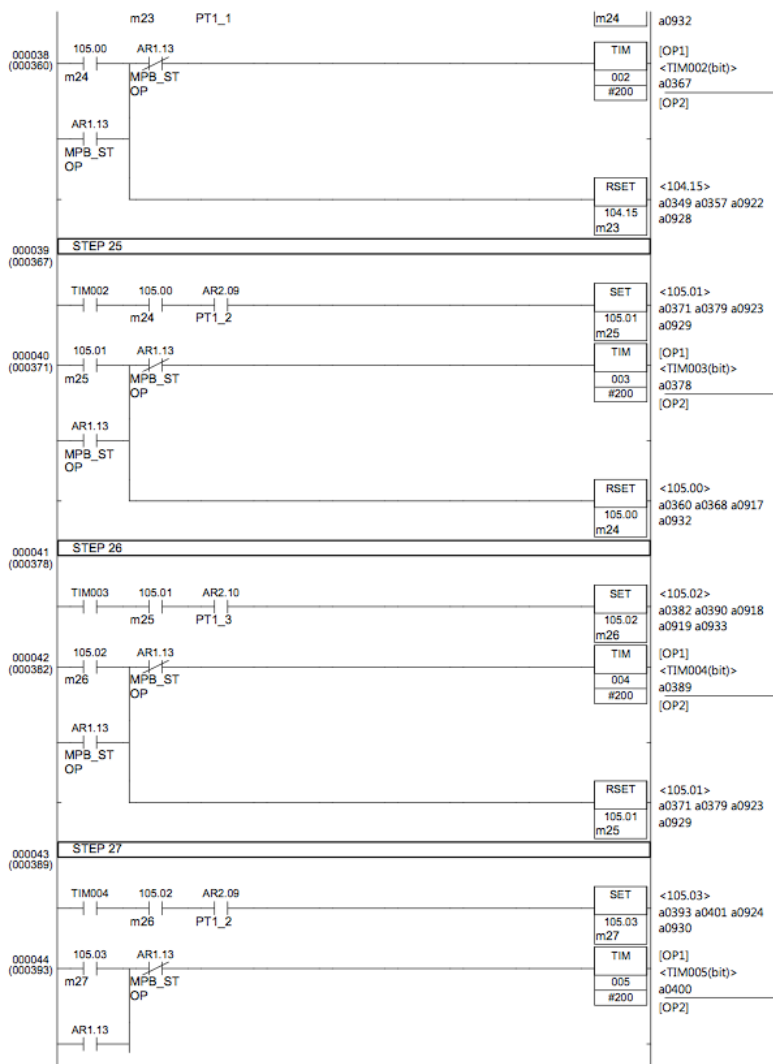 m23 PT1_1 m24 a0932
000038 105.00 AR1.13 TIM [OP1]
(000360) m24 MPB_ST 002 <TIM002(bit)>
OP #200 a0367
[OP2]
AR1.13
MPB_ST
OP
RSET <104.15>
104.15 a0349 a0357 a0922
m23 a0928
000039 STEP 25
(000367)
TIM002 105.00 AR2.09 SET <105.01>
m24 PT1_2 105.01 a0371 a0379 a0923
m25 a0929
000040 105.01 AR1.13 TIM [OP1]
(000371) m25 MPB_ST 003 <TIM003(bit)>
OP #200 a0378
[OP2]
AR1.13
MPB_ST
OP
RSET <105.00>
105.00 a0360 a0368 a0917
m24 a0932
000041 STEP 26
(000378)
TIM003 105.01 AR2.10 SET <105.02>
m25 PT1_3 105.02 a0382 a0390 a0918
m26 a0919 a0933
000042 105.02 AR1.13 TIM [OP1]
(000382) m26 MPB_ST 004 <TIM004(bit)>
OP #200 a0389
[OP2]
AR1.13
MPB_ST
OP
RSET <105.01>
105.01 a0371 a0379 a0923
m25 a0929
000043 STEP 27
(000389)
TIM004 105.02 AR2.09 SET <105.03>
m26 PT1_2 105.03 a0393 a0401 a0924
m27 a0930
000044 105.03 AR1.13 TIM [OP1]
(000393) m27 MPB_ST 005 <TIM005(bit)>
OP #200 a0400
[OP2]
AR1.13